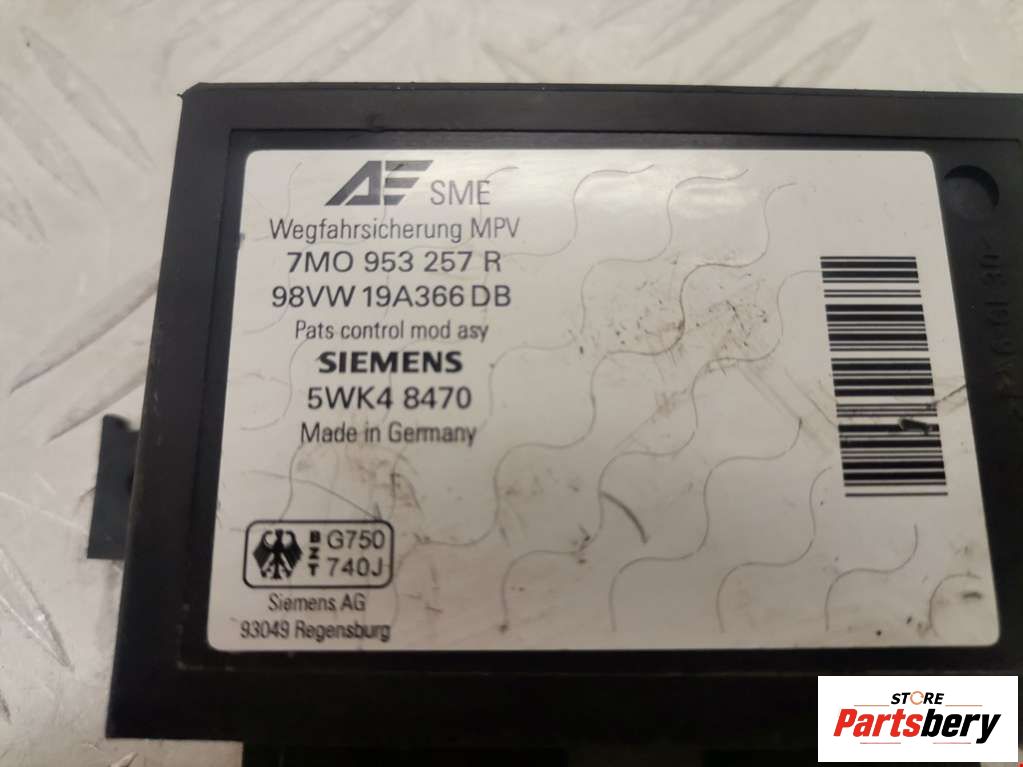 AE SME
Wegfahrsicherung MPV
7MO 953 257 R
98VW 19A366 DB
Pats control mod asy
SIEMENS
5WK4 8470
Made in Germany
BZT G750
740J
Siemens AG
93049 Regensburg
STORE
Partsbery